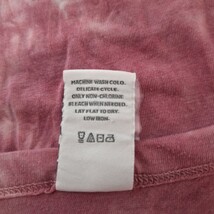 MACHINE WASH COLD.
DELICATE CYCLE.
ONLY NON-CHLORINE
BLEACH WHEN NEEDED.
LAY FLAT TO DRY.
LOW IRON.